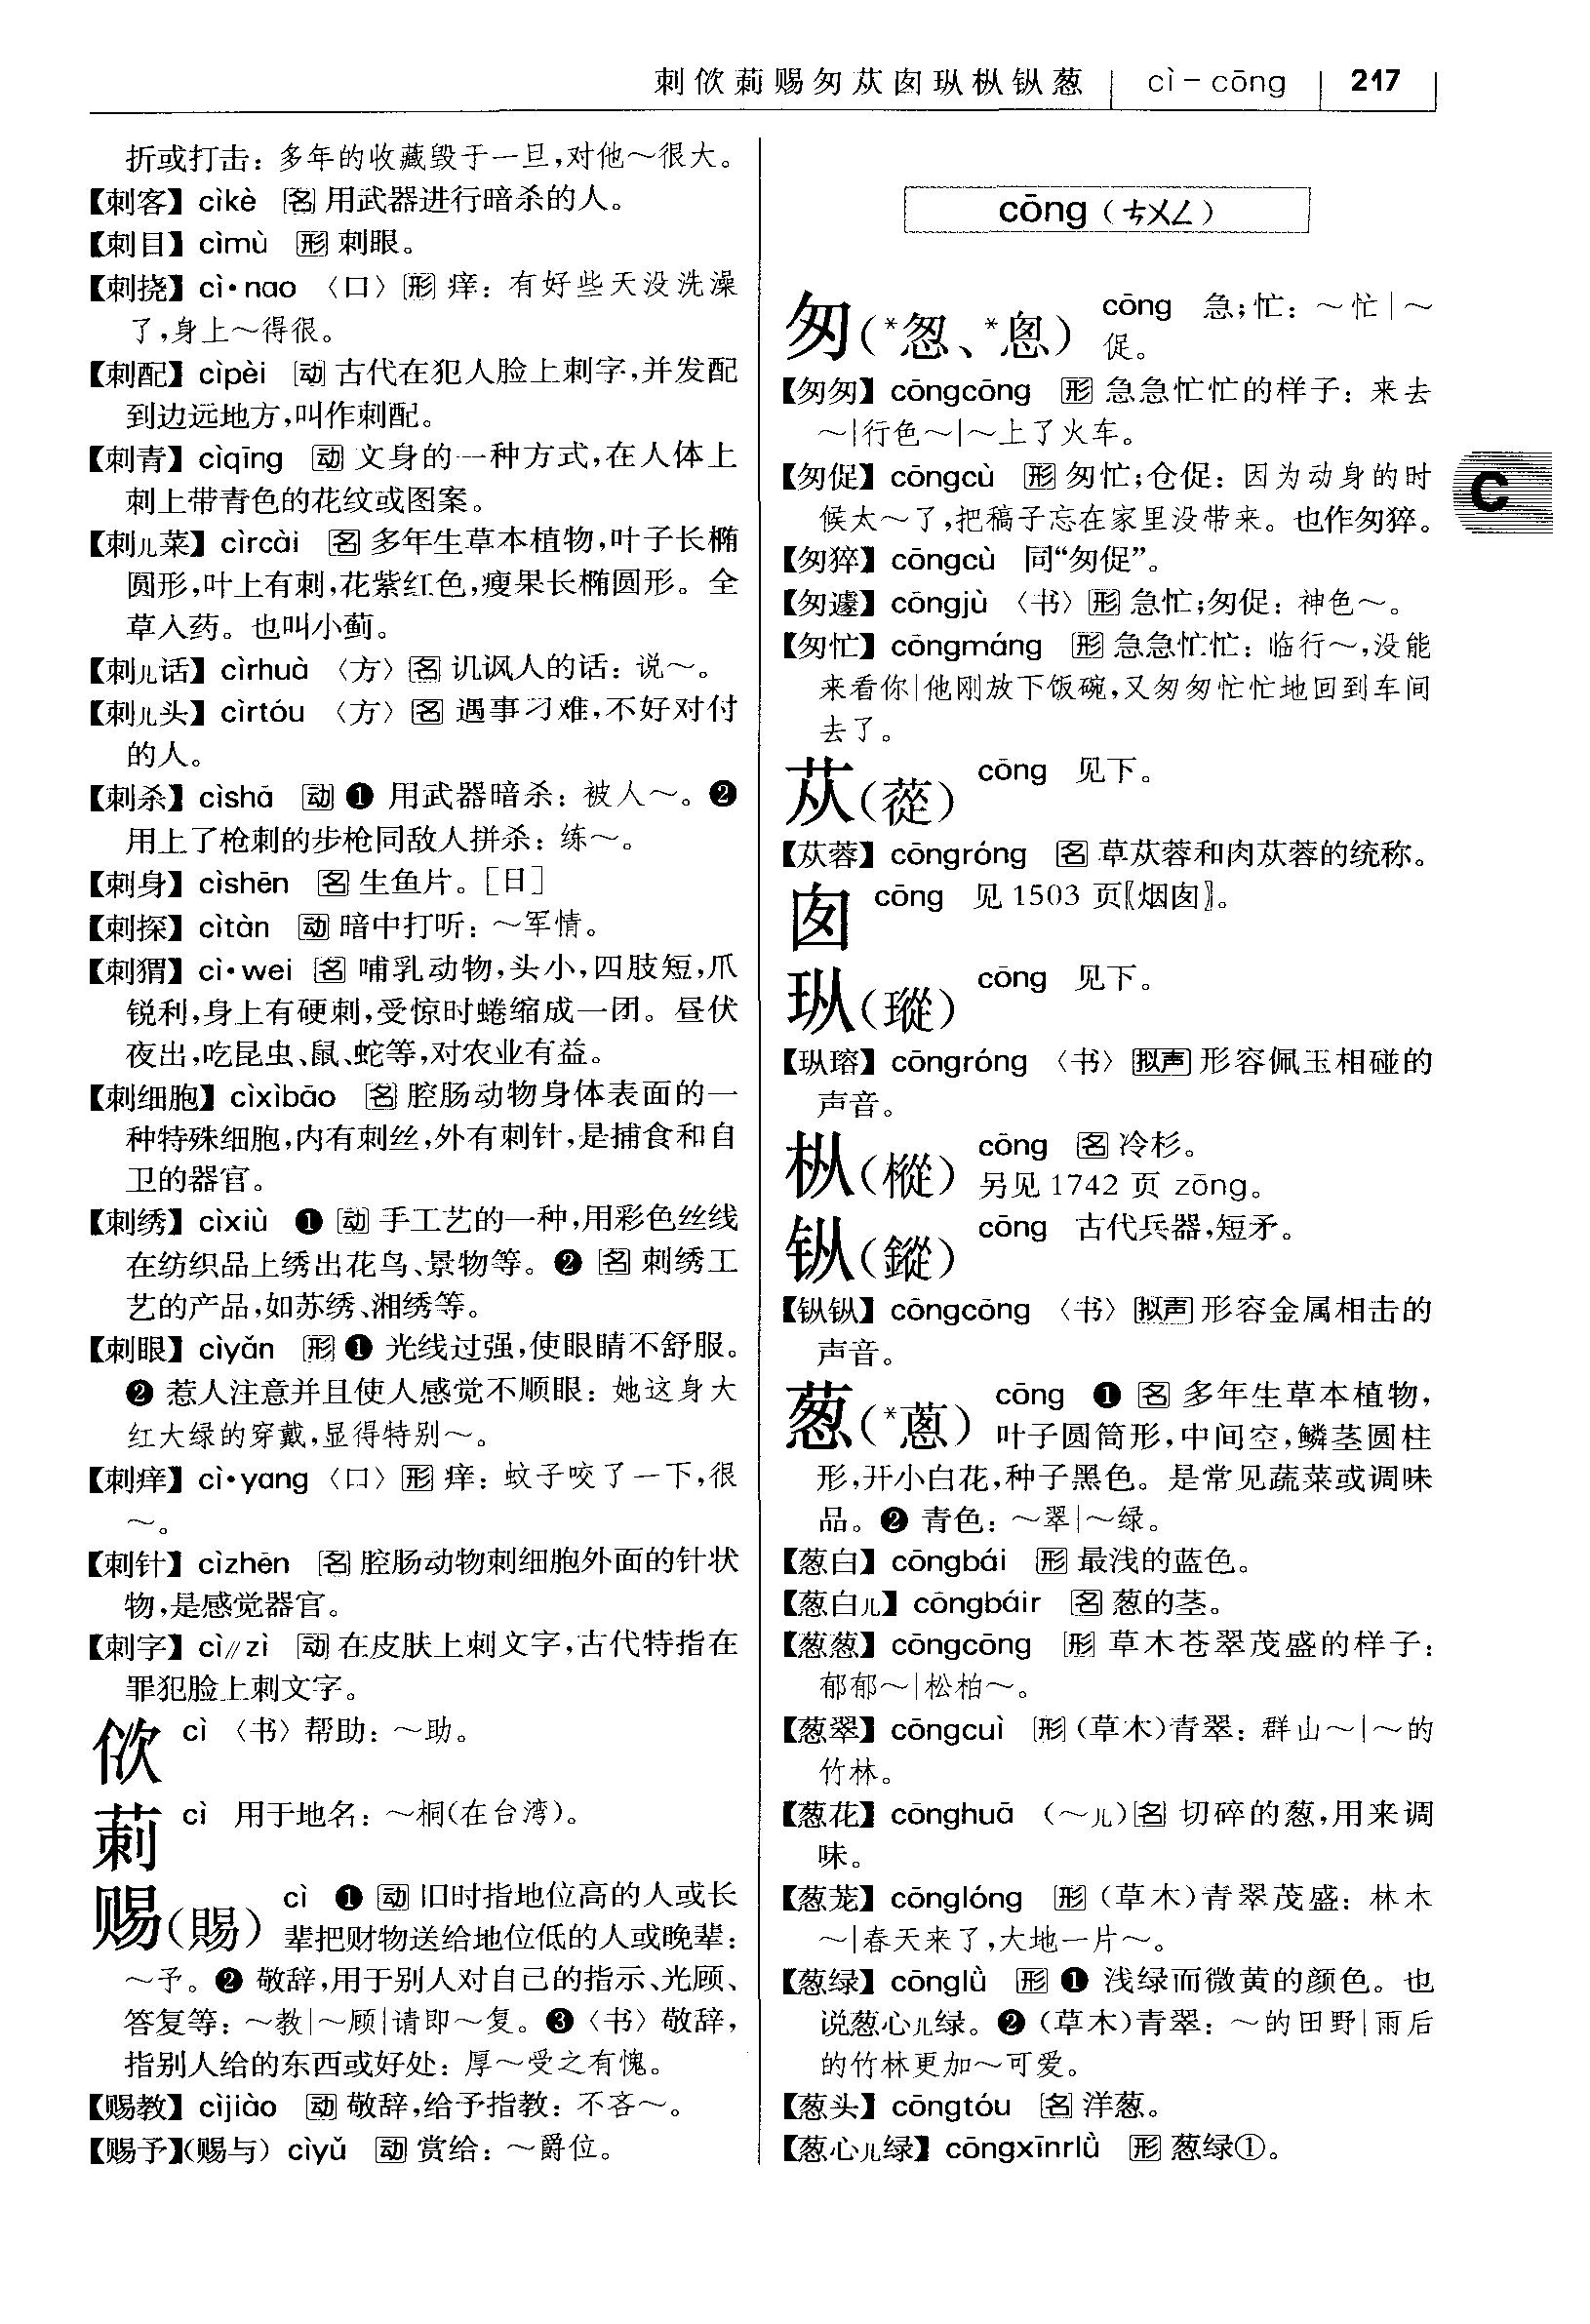 刺佽莿赐匆苁囱㺇枞𫓩葱 cì-cōng 217
折或打击：多年的收藏毁于一旦，对他～很大。
【刺客】cìkè 名 用武器进行暗杀的人。
【刺目】cìmù 形 刺眼。
【刺挠】cì·nao 〈口〉形 痒：有好些天没洗澡
了，身上～得很。
【刺配】cìpèi 动 古代在犯人脸上刺字，并发配
到边远地方，叫作刺配。
【刺青】cìqīng 动 文身的一种方式，在人体上
刺上带青色的花纹或图案。
【刺儿菜】cìrcài 名 多年生草本植物，叶子长椭
圆形，叶上有刺，花紫红色，瘦果长椭圆形。全
草入药。也叫小蓟。
【刺儿话】cìrhuà 〈方〉名 讥讽人的话：说～。
【刺儿头】cìrtóu 〈方〉名 遇事刁难，不好对付
的人。
【刺杀】cìshā 动 ❶ 用武器暗杀：被人～。❷
用上了枪刺的步枪同敌人拼杀：练～。
【刺身】cìshēn 名 生鱼片。［日］
【刺探】cìtàn 动 暗中打听：～军情。
【刺猬】cì·wei 名 哺乳动物，头小，四肢短，爪
锐利，身上有硬刺，受惊时蜷缩成一团。昼伏
夜出，吃昆虫、鼠、蛇等，对农业有益。
【刺细胞】cìxìbāo 名 腔肠动物身体表面的一
种特殊细胞，内有刺丝，外有刺针，是捕食和自
卫的器官。
【刺绣】cìxiù ❶ 动 手工艺的一种，用彩色丝线
在纺织品上绣出花鸟、景物等。❷ 名 刺绣工
艺的产品，如苏绣、湘绣等。
【刺眼】cìyǎn 形 ❶ 光线过强，使眼睛不舒服。
❷ 惹人注意并且使人感觉不顺眼：她这身大
红大绿的穿戴，显得特别～。
【刺痒】cì·yang 〈口〉形 痒：蚊子咬了一下，很
～。
【刺针】cìzhēn 名 腔肠动物刺细胞外面的针状
物，是感觉器官。
【刺字】cì∥zì 动 在皮肤上刺文字，古代特指在
罪犯脸上刺文字。
佽 cì 〈书〉帮助：～助。
莿 cì 用于地名：～桐（在台湾）。
赐（賜） cì ❶ 动 旧时指地位高的人或长
辈把财物送给地位低的人或晚辈：
～予。❷ 敬辞，用于别人对自己的指示、光顾、
答复等：～教|～顾|请即～复。❸〈书〉敬辞，
指别人给的东西或好处：厚～受之有愧。
【赐教】cìjiào 动 敬辞，给予指教：不吝～。
【赐予】（赐与）cìyǔ 动 赏给：～爵位。
cōng（ㄘㄨㄥ）
匆（*怱、*悤） cōng 急；忙：～忙|～
促。
【匆匆】cōngcōng 形 急急忙忙的样子：来去
～|行色～|～上了火车。
【匆促】cōngcù 形 匆忙；仓促：因为动身的时
候太～了，把稿子忘在家里没带来。也作匆猝。
【匆猝】cōngcù 同“匆促”。
【匆遽】cōngjù 〈书〉形 急忙；匆促：神色～。
【匆忙】cōngmáng 形 急急忙忙：临行～，没能
来看你|他刚放下饭碗，又匆匆忙忙地回到车间
去了。
苁（蓯） cōng 见下。
【苁蓉】cōngróng 名 草苁蓉和肉苁蓉的统称。
囱 cōng 见 1503 页〖烟囱〗。
㺇（瑽） cōng 见下。
【㺇瑢】cōngróng 〈书〉拟声 形容佩玉相碰的
声音。
枞（樅） cōng 名 冷杉。
另见 1742 页 zōng。
𫓩（鏦） cōng 古代兵器，短矛。
【𫓩𫓩】cōngcōng 〈书〉拟声 形容金属相击的
声音。
葱（*蔥） cōng ❶ 名 多年生草本植物，
叶子圆筒形，中间空，鳞茎圆柱
形，开小白花，种子黑色。是常见蔬菜或调味
品。❷ 青色：～翠|～绿。
【葱白】cōngbái 形 最浅的蓝色。
【葱白儿】cōngbáir 名 葱的茎。
【葱葱】cōngcōng 形 草木苍翠茂盛的样子：
郁郁～|松柏～。
【葱翠】cōngcuì 形（草木）青翠：群山～|～的
竹林。
【葱花】cōnghuā （～儿）名 切碎的葱，用来调
味。
【葱茏】cōnglóng 形（草木）青翠茂盛：林木
～|春天来了，大地一片～。
【葱绿】cōnglǜ 形 ❶ 浅绿而微黄的颜色。也
说葱心儿绿。❷（草木）青翠：～的田野|雨后
的竹林更加～可爱。
【葱头】cōngtóu 名 洋葱。
【葱心儿绿】cōngxīnrlǜ 形 葱绿①。
C